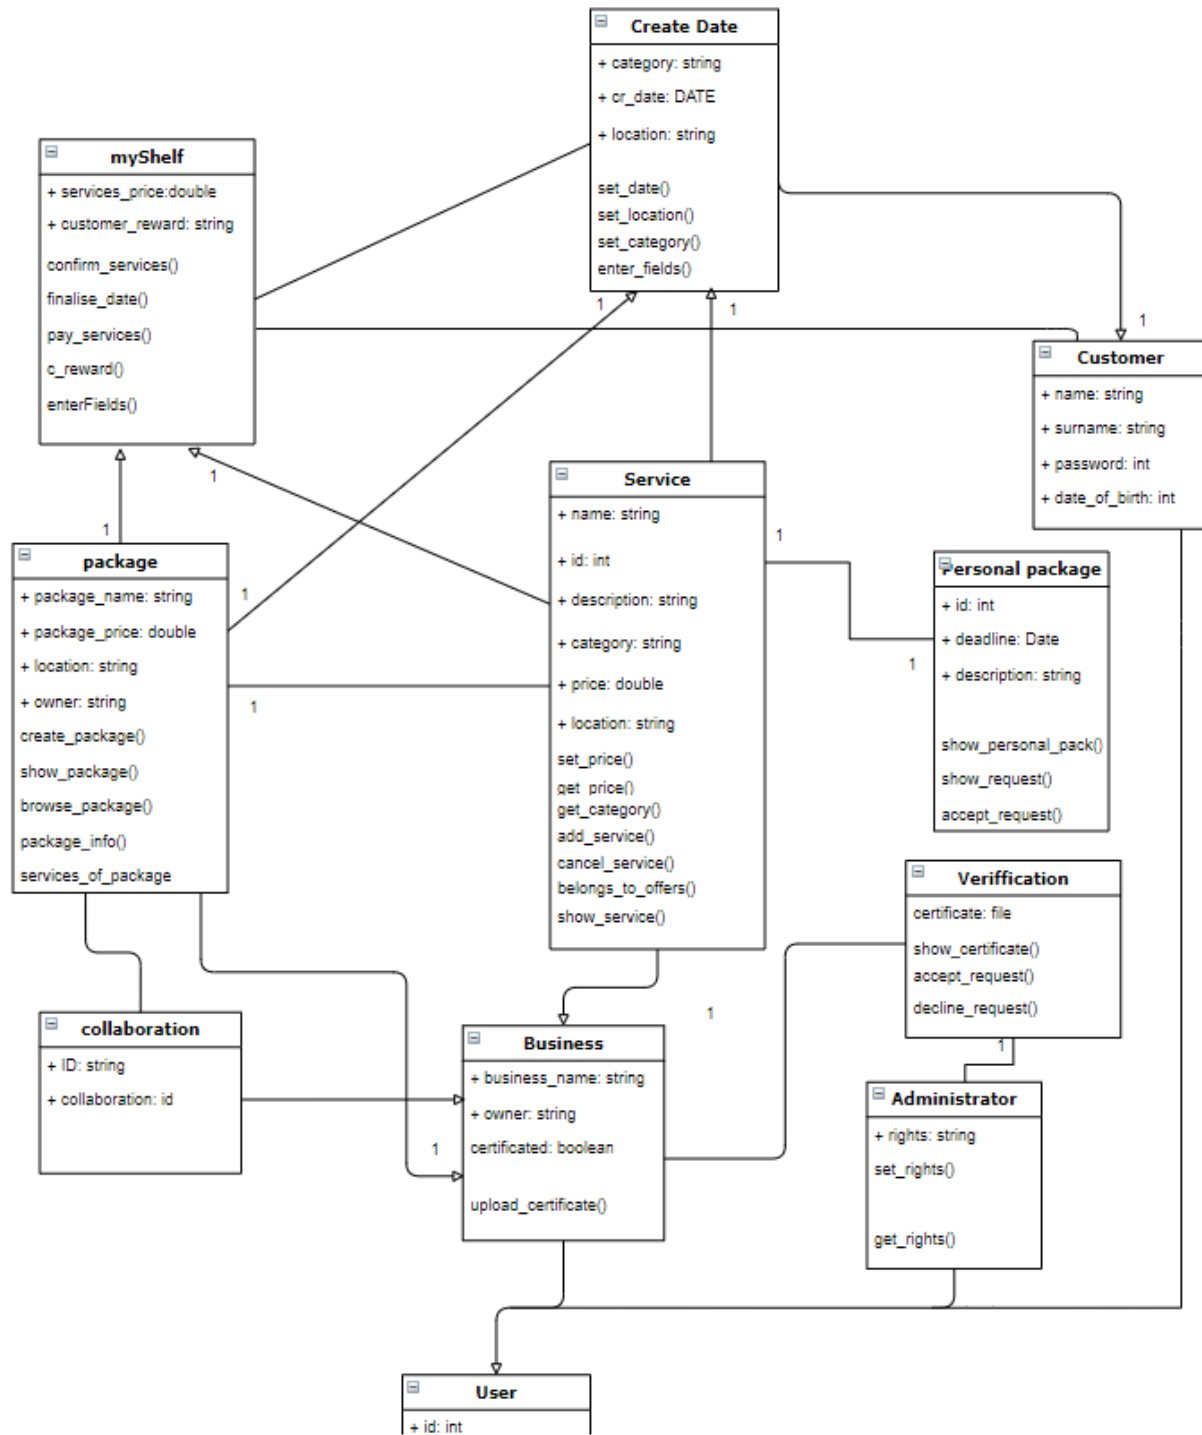 Create Date
+ category: string
+ cr_date: DATE
+ location: string
set_date()
set_location()
set_category()
enter_fields()
myShelf
+ services_price:double
+ customer_reward: string
confirm_services()
finalise_date()
pay_services()
c_reward()
enterFields()
1
1
1
Customer
+ name: string
+ surname: string
+ password: int
+ date_of_birth: int
1
1
Service
+ name: string
+ id: int
+ description: string
+ category: string
+ price: double
+ location: string
set_price()
get_price()
get_category()
add_service()
cancel_service()
belongs_to_offers()
show_service()
package
+ package_name: string
+ package_price: double
+ location: string
+ owner: string
create_package()
show_package()
browse_package()
package_info()
services_of_package
1
1
1
1
Personal package
+ id: int
+ deadline: Date
+ description: string
show_personal_pack()
show_request()
accept_request()
Veriffication
certificate: file
show_certificate()
accept_request()
decline_request()
1
1
collaboration
+ ID: string
+ collaboration: id
Business
+ business_name: string
+ owner: string
certificated: boolean
upload_certificate()
1
Administrator
+ rights: string
set_rights()
get_rights()
User
+ id: int